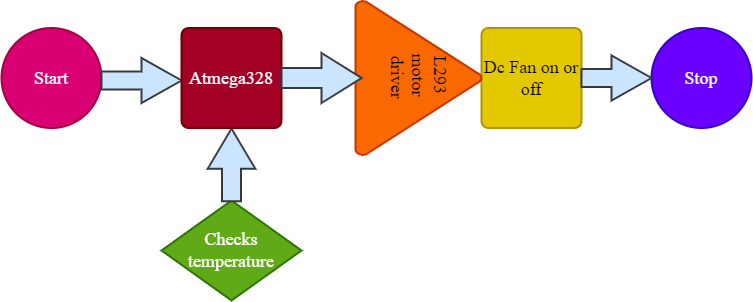 Start
Atmega328
L293
motor
driver
Dc Fan on or
off
Stop
Checks
temperature